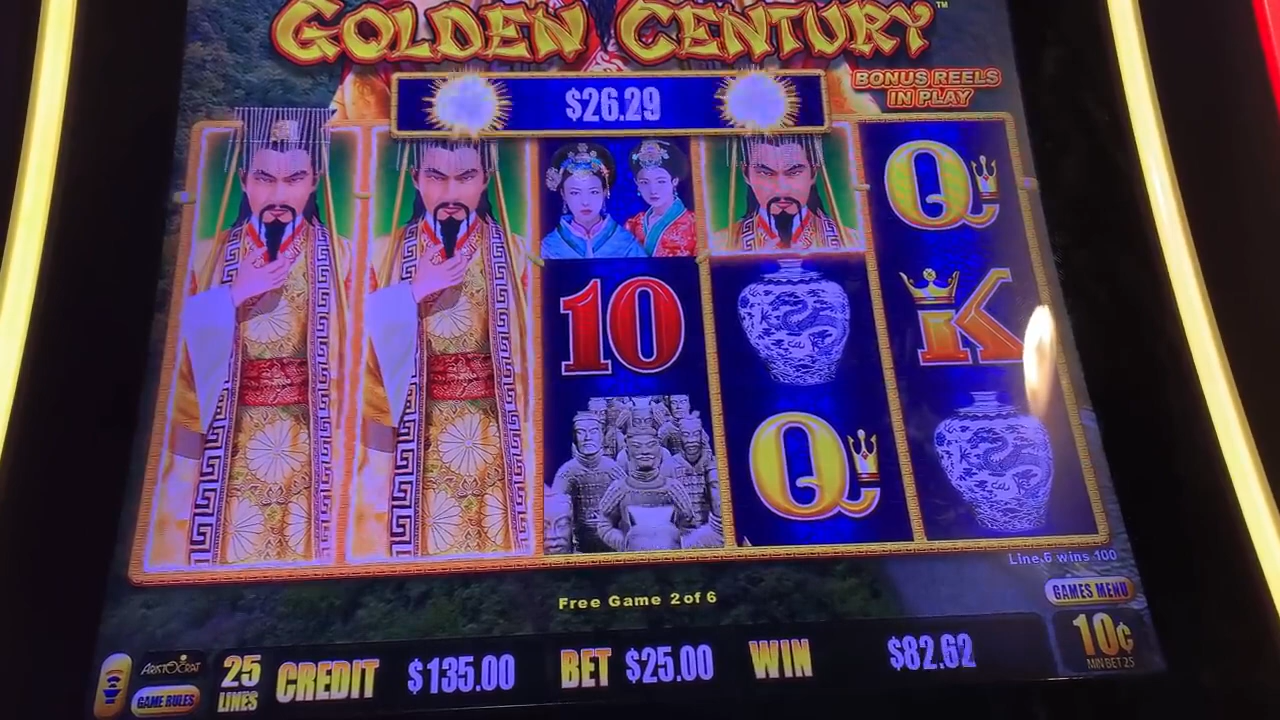 GOLDEN CENTURY™
BONUS REELS
IN PLAY
$26.29
Q
10
K
Q
Line 6 wins 100
Free Game 2 of 6
GAMES MENU
ARISTOCRAT
GAME RULES
25
LINES
CREDIT $135.00 BET $25.00 WIN $82.62
10¢
MIN BET 25